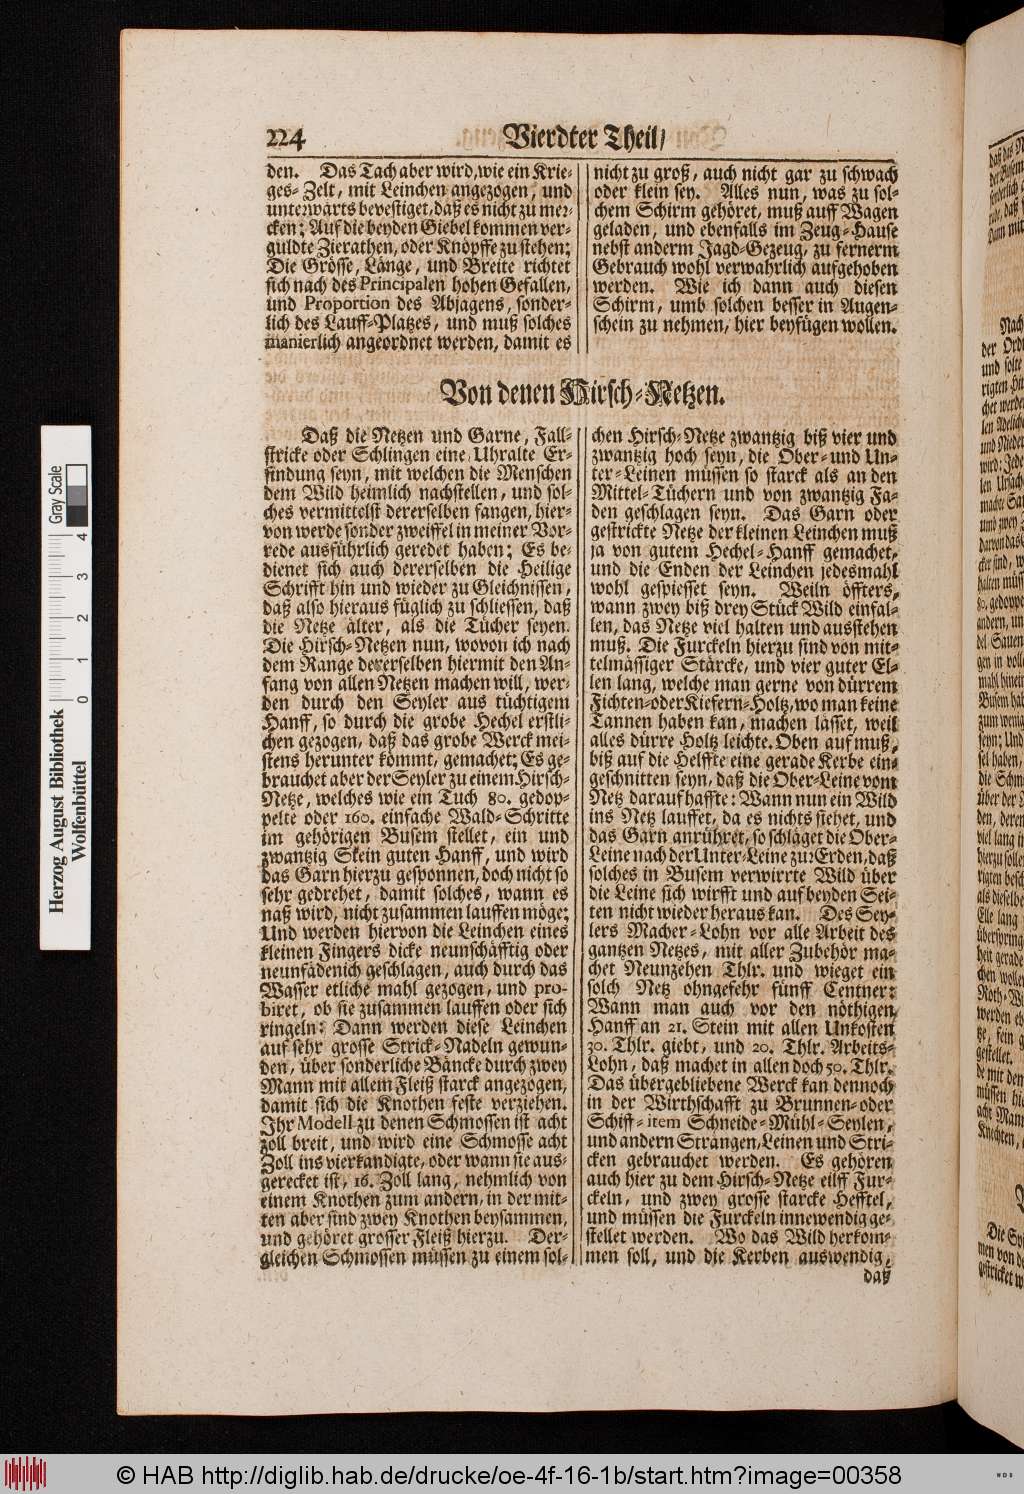 224 Vierdter Theil/
den. Das Tach aber wird, wie ein Krie-
ges-Zelt, mit Leinchen angezogen, und
unterwarts bevestiget, daß es nicht zu mer-
cken; Auf die beyden Giebel kommen ver-
guldte Zierathen, oder Knöpffe zu stehen;
Die Grösse, Länge, und Breite richtet
sich nach des Principalen hohen Gefallen,
und Proportion des Abjagens, sonder-
lich des Lauff-Platzes, und muß solches
manierlich angeordnet werden, damit es
nicht zu groß, auch nicht gar zu schwach
oder klein sey. Alles nun, was zu sol-
chem Schirm gehöret, muß auff Wagen
geladen, und ebenfalls im Zeug-Hause
nebst anderm Jagd-Gezeug, zu fernerm
Gebrauch wohl verwahrlich aufgehoben
werden. Wie ich dann auch diesen
Schirm, umb solchen besser in Augen-
schein zu nehmen, hier beyfügen wollen.
Von denen Hirsch-Netzen.
Daß die Netzen und Garne, Fall-
stricke oder Schlingen eine Uhralte Er-
findung seyn, mit welchen die Menschen
dem Wild heimlich nachstellen, und sol-
ches vermittelst dererselben fangen, hier-
von werde sonder zweiffel in meiner Vor-
rede ausführlich geredet haben; Es be-
dienet sich auch dererselben die Heilige
Schrifft hin und wieder zu Gleichnissen,
daß also hieraus füglich zu schliessen, daß
die Netze älter, als die Tücher seyen.
Die Hirsch-Netzen nun, wovon ich nach
dem Range dererselben hiermit den An-
fang von allen Netzen machen will, wer-
den durch den Seyler aus tüchtigem
Hanff, so durch die grobe Hechel erstli-
chen gezogen, daß das grobe Werck mei-
stens herunter kömmt, gemachet; Es ge-
brauchet aber der Seyler zu einem Hirsch-
Netze, welches wie ein Tuch 80. gedop-
pelte oder 160. einfache Wald-Schritte
im gehörigen Busem stellet, ein und
zwantzig Skein guten Hanff, und wird
das Garn hierzu gesponnen, doch nicht so
sehr gedrehet, damit solches, wann es
naß wird, nicht zusammen lauffen möge;
Und werden hiervon die Leinchen eines
kleinen Fingers dicke neunschäfftig oder
neunfädenich geschlagen, auch durch das
Wasser etliche mahl gezogen, und pro-
biret, ob sie zusammen lauffen oder sich
ringeln: Dann werden diese Leinchen
auf sehr grosse Strick-Nadeln gewun-
den, über sonderliche Bäncke durch zwey
Mann mit allem Fleiß starck angezogen,
damit sich die Knothen feste verziehen.
Ihr Modell zu denen Schmossen ist acht
zoll breit, und wird eine Schmosse acht
Zoll ins vierkandigte, oder wann sie aus-
gerecket ist, 16. Zoll lang, nehmlich von
einem Knothen zum andern, in der mit-
ten aber sind zwey Knothen beysammen,
und gehöret grosser Fleiß hierzu. Der-
gleichen Schmossen müssen zu einem sol-
chen Hirsch-Netze zwantzig biß vier und
zwantzig hoch seyn, die Ober- und Un-
ter-Leinen müssen so starck als an den
Mittel-Tüchern und von zwantzig Fa-
den geschlagen seyn. Das Garn oder
gestrickte Netze der kleinen Leinchen muß
ja von gutem Hechel-Hanff gemachet,
und die Enden der Leinchen jedesmahl
wohl gespiesset seyn. Weiln öffters,
wann zwey biß drey Stück Wild einfal-
len, das Netze viel halten und ausstehen
muß. Die Furckeln hierzu sind von mit-
telmässiger Stärcke, und vier guter El-
len lang, welche man gerne von dürrem
Fichten- oder Kiefern-Holtz, wo man keine
Tannen haben kan, machen lässet, weil
alles dürre Holtz leichte. Oben auf muß,
biß auf die Helffte eine gerade Kerbe ein-
geschnitten seyn, daß die Ober-Leine vom
Netz darauf haffte: Wann nun ein Wild
ins Netz lauffet, da es nichts siehet, und
das Garn anrühret, so schläget die Ober-
Leine nach der Unter-Leine zur Erden, daß
solches in Busem verwirrte Wild über
die Leine sich wirfft und auf beyden Sei-
ten nicht wieder heraus kan. Des Sey-
lers Macher-Lohn vor alle Arbeit des
gantzen Netzes, mit aller Zubehör ma-
chet Neunzehen Thlr. und wieget ein
solch Netz ohngefehr fünff Centner:
Wann man auch vor den nöthigen
Hanff an 21. Stein mit allen Unkosten
30. Thlr. giebt, und 20. Thlr. Arbeits-
Lohn, daß machet in allen doch 50. Thlr.
Das übergebliebene Werck kan dennoch
in der Wirthschafft zu Brunnen- oder
Schiff- item Schneide-Mühl-Seylen,
und andern Strängen, Leinen und Stri-
cken gebrauchet werden. Es gehören
auch hier zu dem Hirsch-Netze eilff Fur-
ckeln, und zwey grosse starcke Hefftel,
und müssen die Furckeln innewendig ge-
stellet werden. Wo das Wild herkom-
men soll, und die Kerben auswendig,
daß
Herzog August Bibliothek
Wolfenbüttel
0 1 2 3 4
Gray Scale
© HAB http://diglib.hab.de/drucke/oe-4f-16-1b/start.htm?image=00358